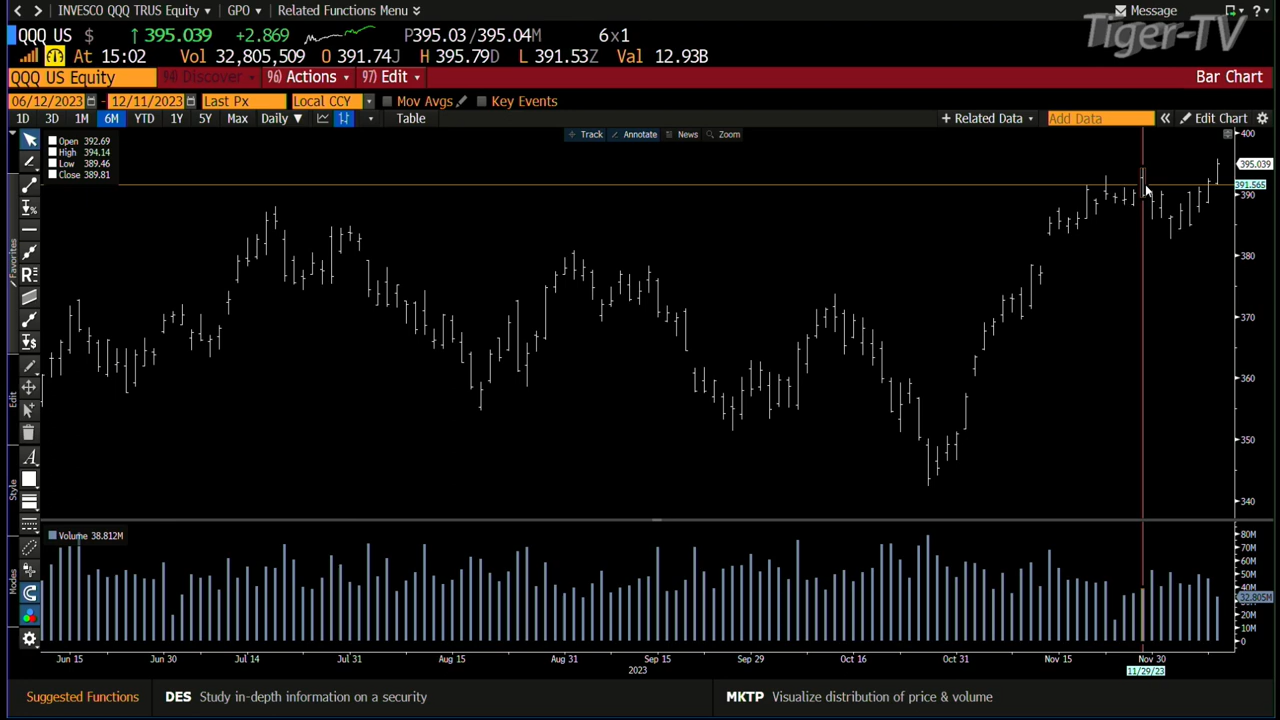 INVESCO QQQ TRUS Equity GPO Related Functions Menu Message
QQQ US $ 395.039 +2.869 P395.03/395.04M 6x1
At 15:02 Vol 32,805,509 O 391.74J H 395.79D L 391.53Z Val 12.93B
Tiger-TV
QQQ US Equity 94) Discover 96) Actions 97) Edit Bar Chart
06/12/2023 - 12/11/2023 Last Px Local CCY Mov Avgs Key Events
1D 3D 1M 6M YTD 1Y 5Y Max Daily Table + Related Data Add Data Edit Chart
Track Annotate News Zoom
Open 392.69
High 394.14
Low 389.46
Close 389.81
400
395.039
391.565
390
380
370
360
350
340
Favorites
Edit
Style
Modes
Volume 38.812M
80M
70M
60M
50M
40M
32.805M
20M
10M
0
Jun 15 Jun 30 Jul 14 Jul 31 Aug 15 Aug 31 Sep 15 Sep 29 Oct 16 Oct 31 Nov 15 Nov 30
2023
11/29/23
Suggested Functions DES Study in-depth information on a security MKTP Visualize distribution of price & volume